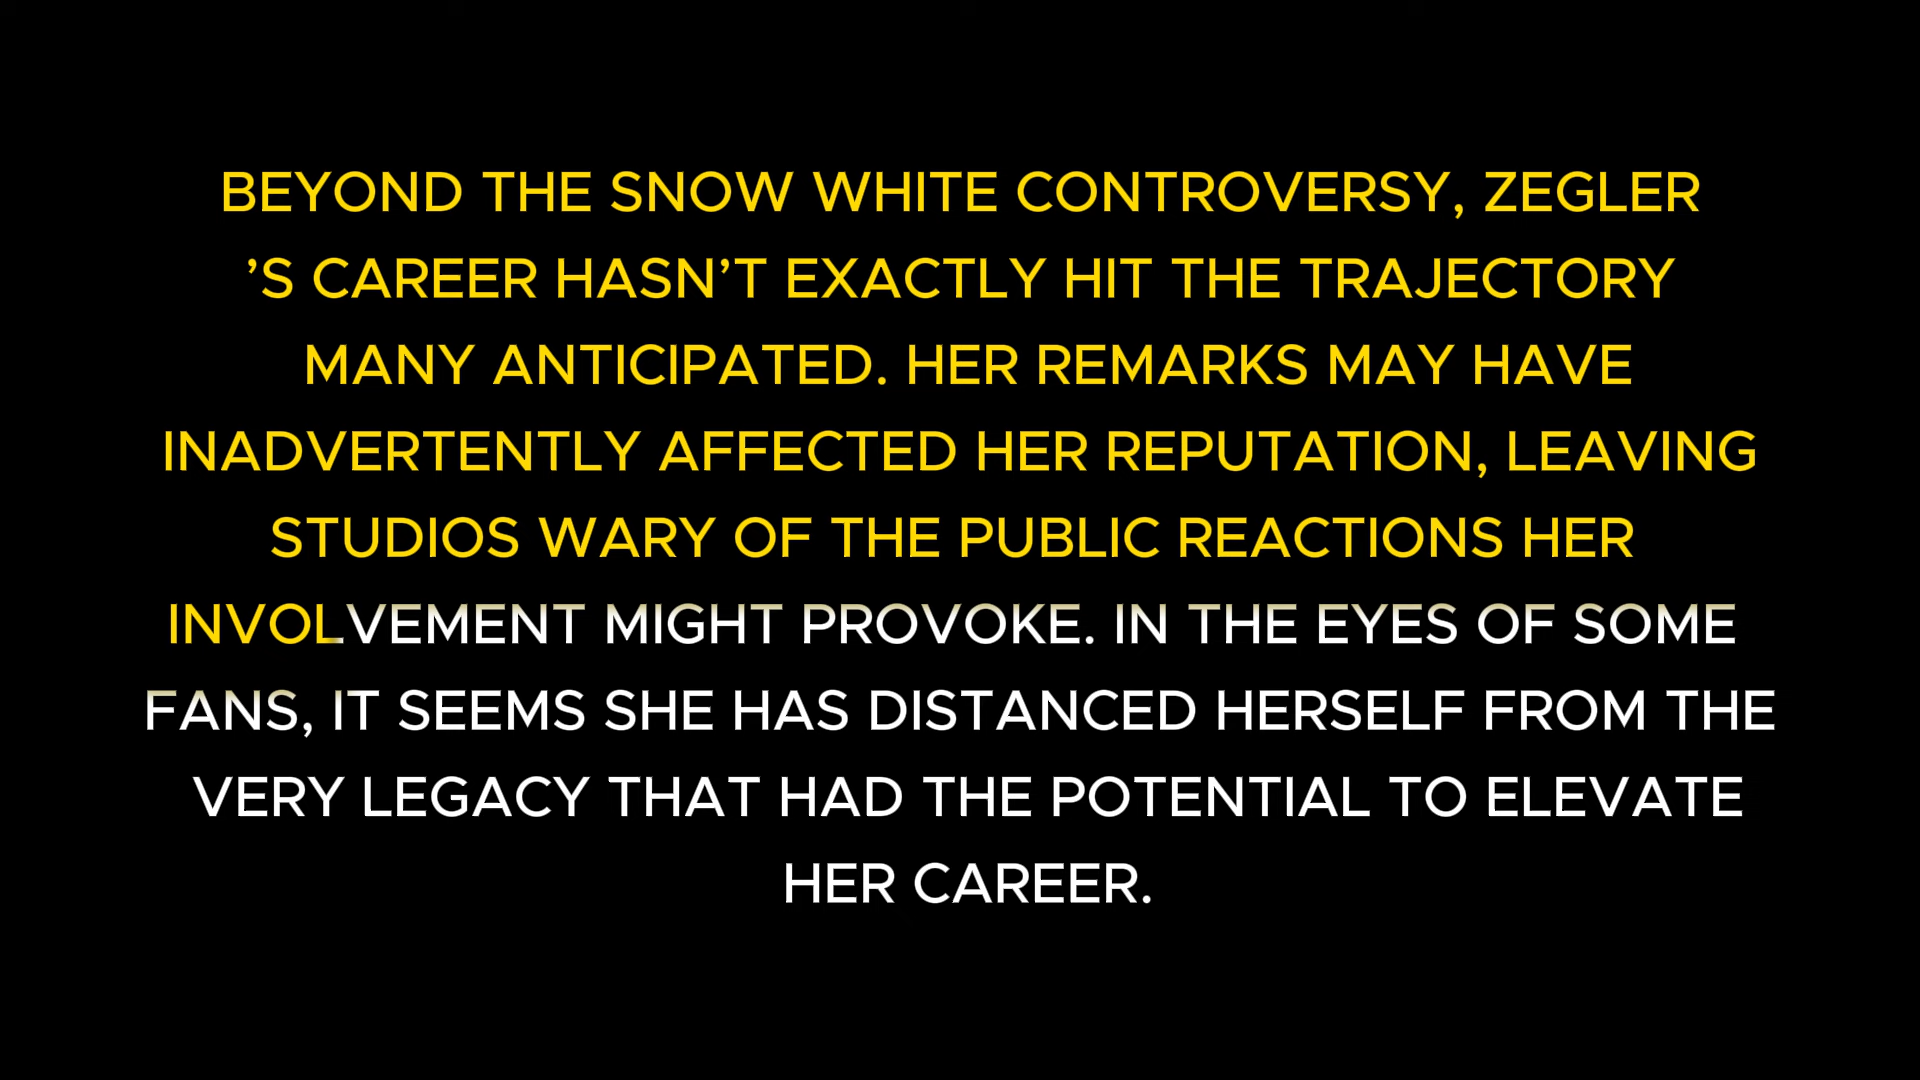 BEYOND THE SNOW WHITE CONTROVERSY, ZEGLER
’S CAREER HASN’T EXACTLY HIT THE TRAJECTORY
MANY ANTICIPATED. HER REMARKS MAY HAVE
INADVERTENTLY AFFECTED HER REPUTATION, LEAVING
STUDIOS WARY OF THE PUBLIC REACTIONS HER
INVOLVEMENT MIGHT PROVOKE. IN THE EYES OF SOME
FANS, IT SEEMS SHE HAS DISTANCED HERSELF FROM THE
VERY LEGACY THAT HAD THE POTENTIAL TO ELEVATE
HER CAREER.